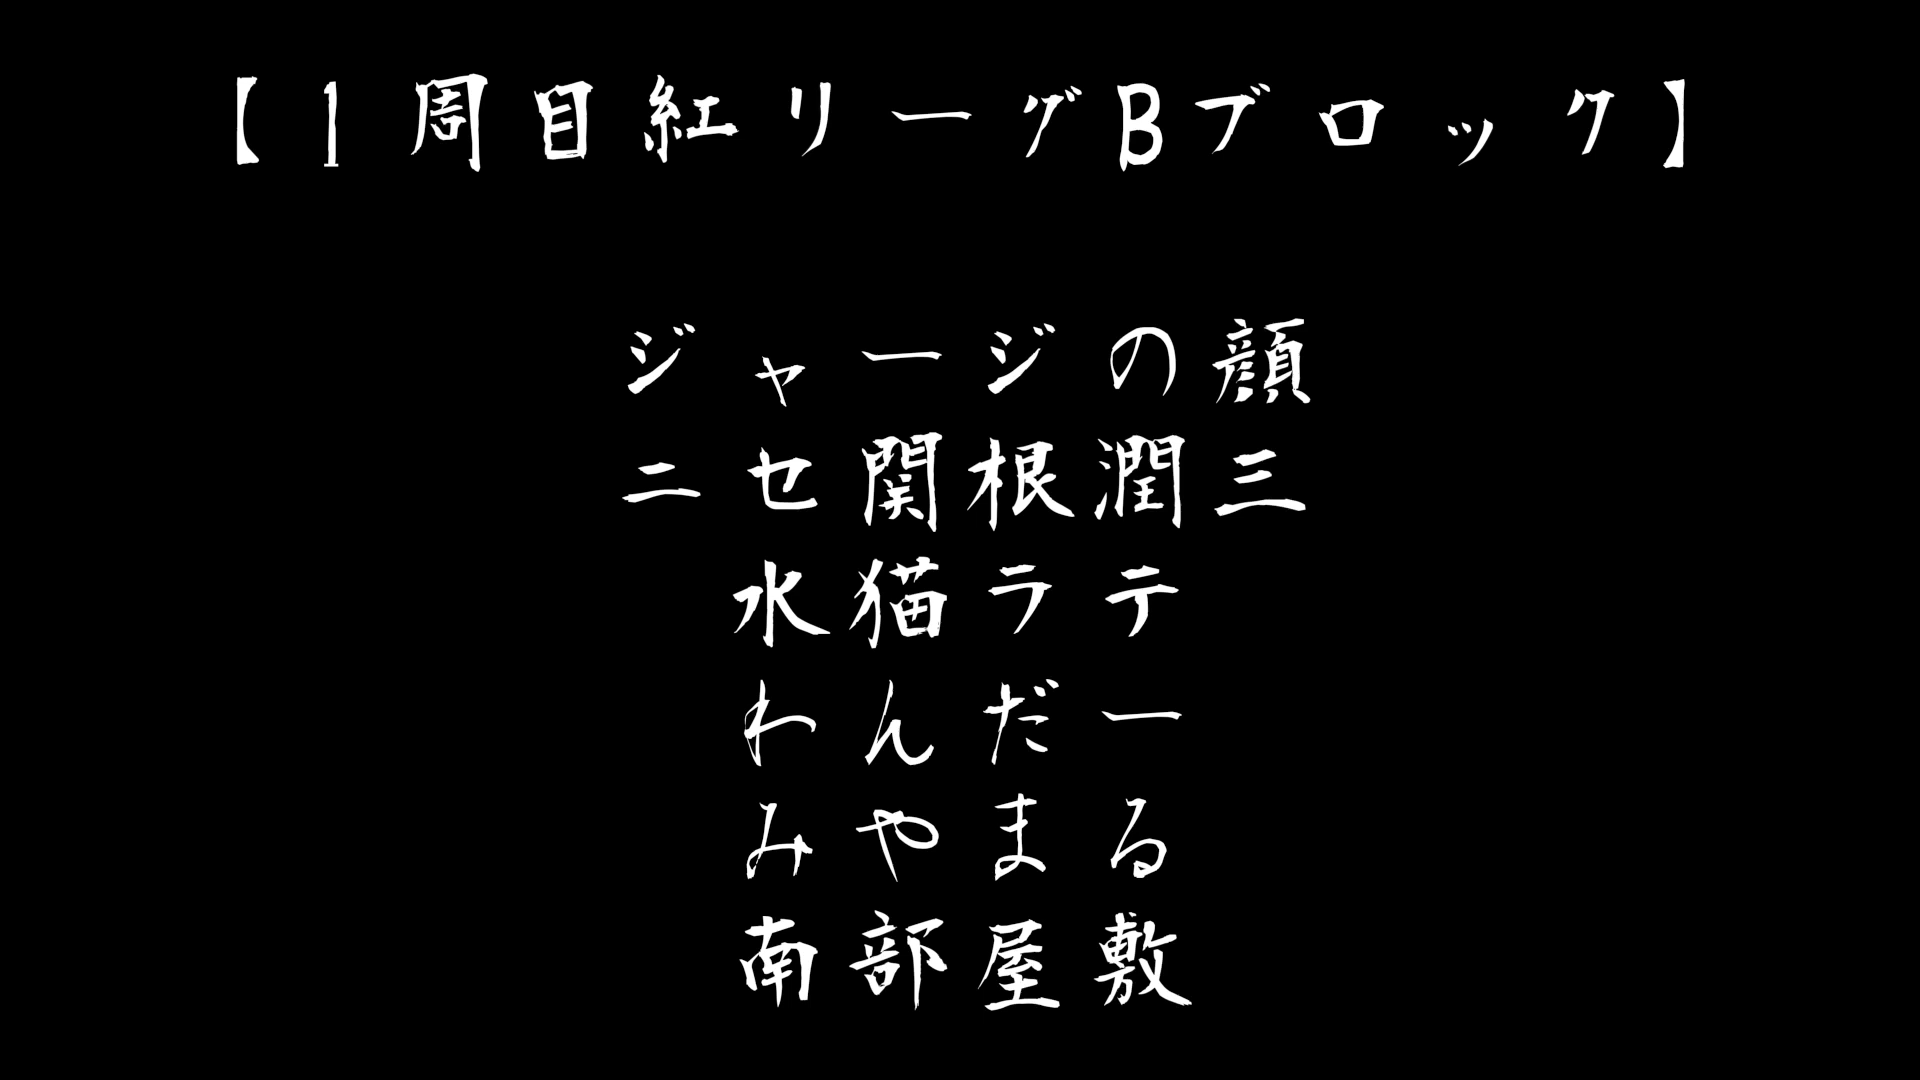 【1周目紅リーグBブロック】
ジャージの顔
ニセ関根潤三
水猫ラテ
わんだー
みやまる
南部屋敷